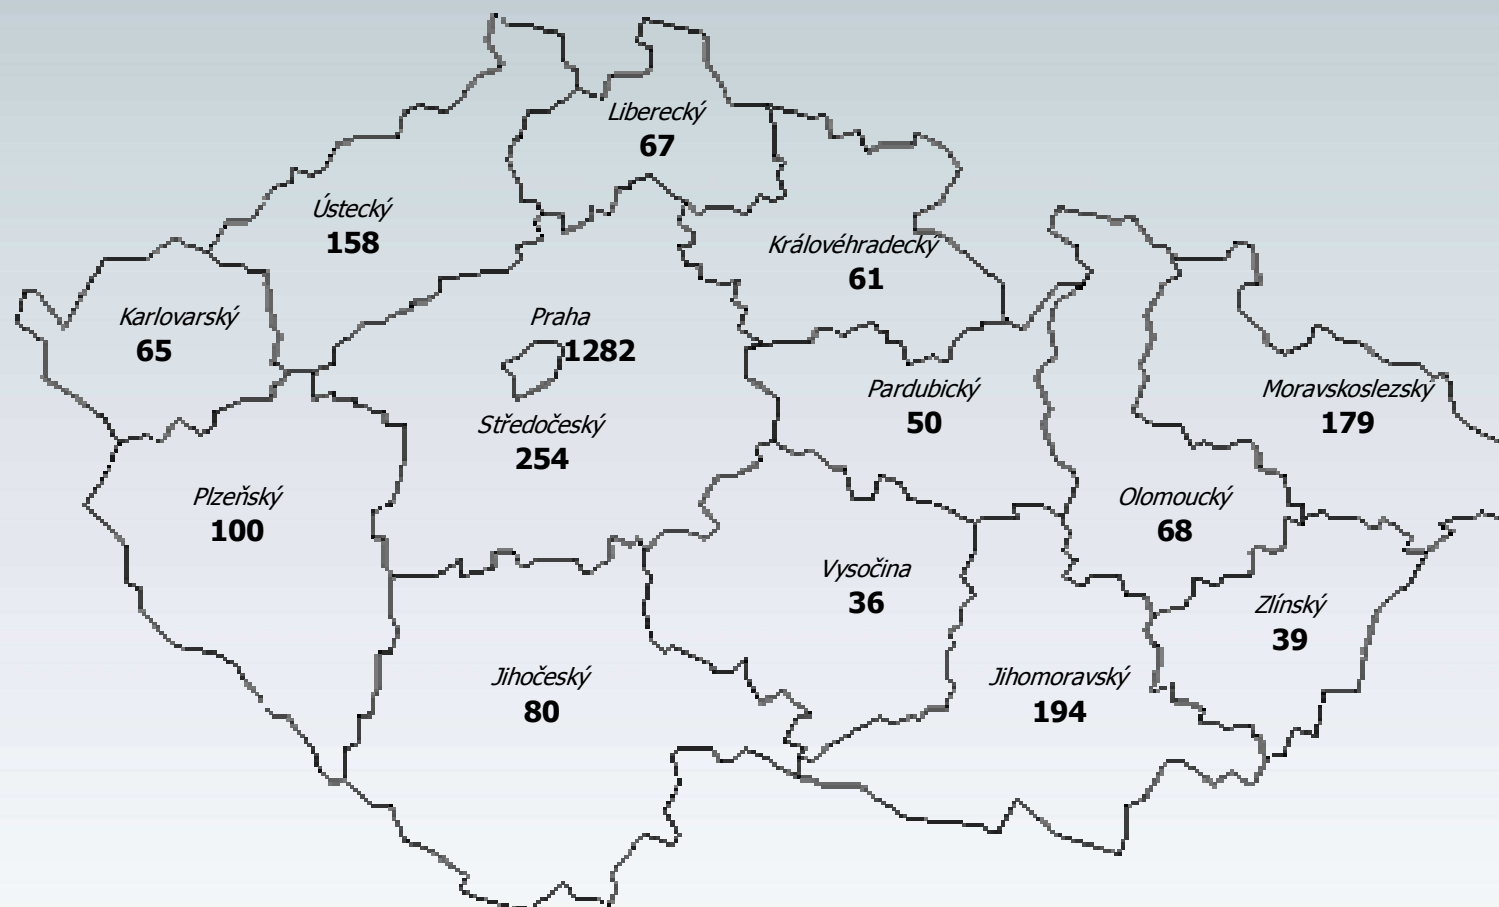 Liberecký
67
Ústecký
158
Královéhradecký
61
Karlovarský
65
Praha
1282
Pardubický
50
Moravskoslezský
179
Středočeský
254
Plzeňský
100
Olomoucký
68
Vysočina
36
Zlínský
39
Jihočeský
80
Jihomoravský
194